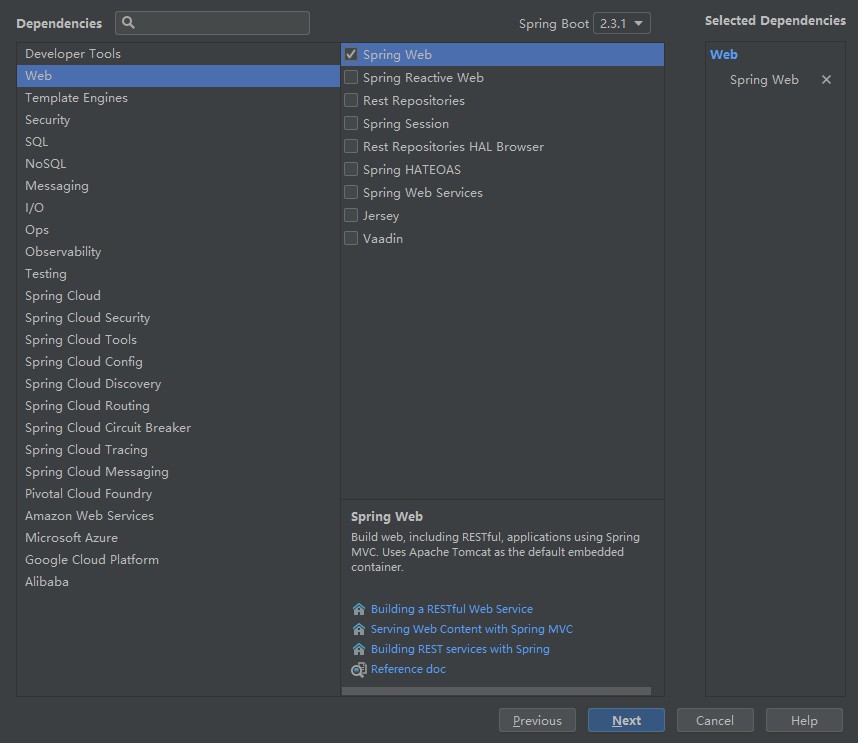 Dependencies
Spring Boot 2.3.1
Selected Dependencies
Developer Tools
Web
Template Engines
Security
SQL
NoSQL
Messaging
I/O
Ops
Observability
Testing
Spring Cloud
Spring Cloud Security
Spring Cloud Tools
Spring Cloud Config
Spring Cloud Discovery
Spring Cloud Routing
Spring Cloud Circuit Breaker
Spring Cloud Tracing
Spring Cloud Messaging
Pivotal Cloud Foundry
Amazon Web Services
Microsoft Azure
Google Cloud Platform
Alibaba
Spring Web
Spring Reactive Web
Rest Repositories
Spring Session
Rest Repositories HAL Browser
Spring HATEOAS
Spring Web Services
Jersey
Vaadin
Spring Web
Build web, including RESTful, applications using Spring
MVC. Uses Apache Tomcat as the default embedded
container.
Building a RESTful Web Service
Serving Web Content with Spring MVC
Building REST services with Spring
Reference doc
Web
Spring Web
Previous
Next
Cancel
Help